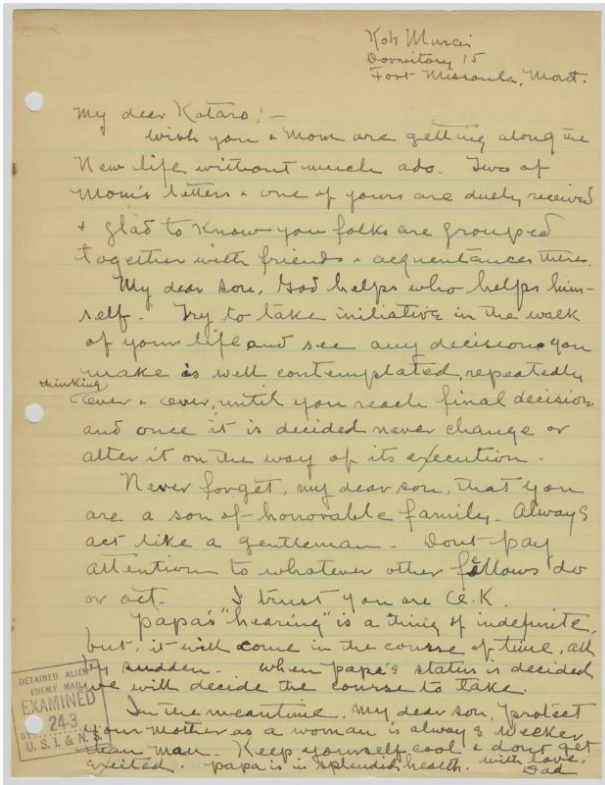 Koh Murai
Dormitory 15
Fort Missoula, Mont.
My dear Kotaro:-
Wish you & Mom are getting along the
New life without much ado. Two of
Mom's letters & one of yours are duely received
& glad to know you folks are grouped
together with friends & acquentances there.
My dear son, God helps who helps him-
self. Try to take initiative in the walk
of your life and see any decisions you
make is well contemplated, repeatedly
thinking
over & over, until you reach final decision
and once it is decided never change or
alter it on the way of its execution.
Never forget, my dear son, that you
are a son of honorable family. Always
act like a gentleman. Dont pay
attention to whatever other fellows do
or act. I trust you are O.K.
papa's "hearing" is a thing of indefinite,
but, it will come in the course of time, all
by sudden. When papa's status is decided
we will decide the course to take.
In the meantime, my dear son, protect
your mother as a woman is always weeker
than man. Keep yourself cool & dont get
excited. papa is in splendid health. with love,
Dad
DETAINED ALIEN
ENEMY MAIL
EXAMINED
243
U. S. I. & N. S.